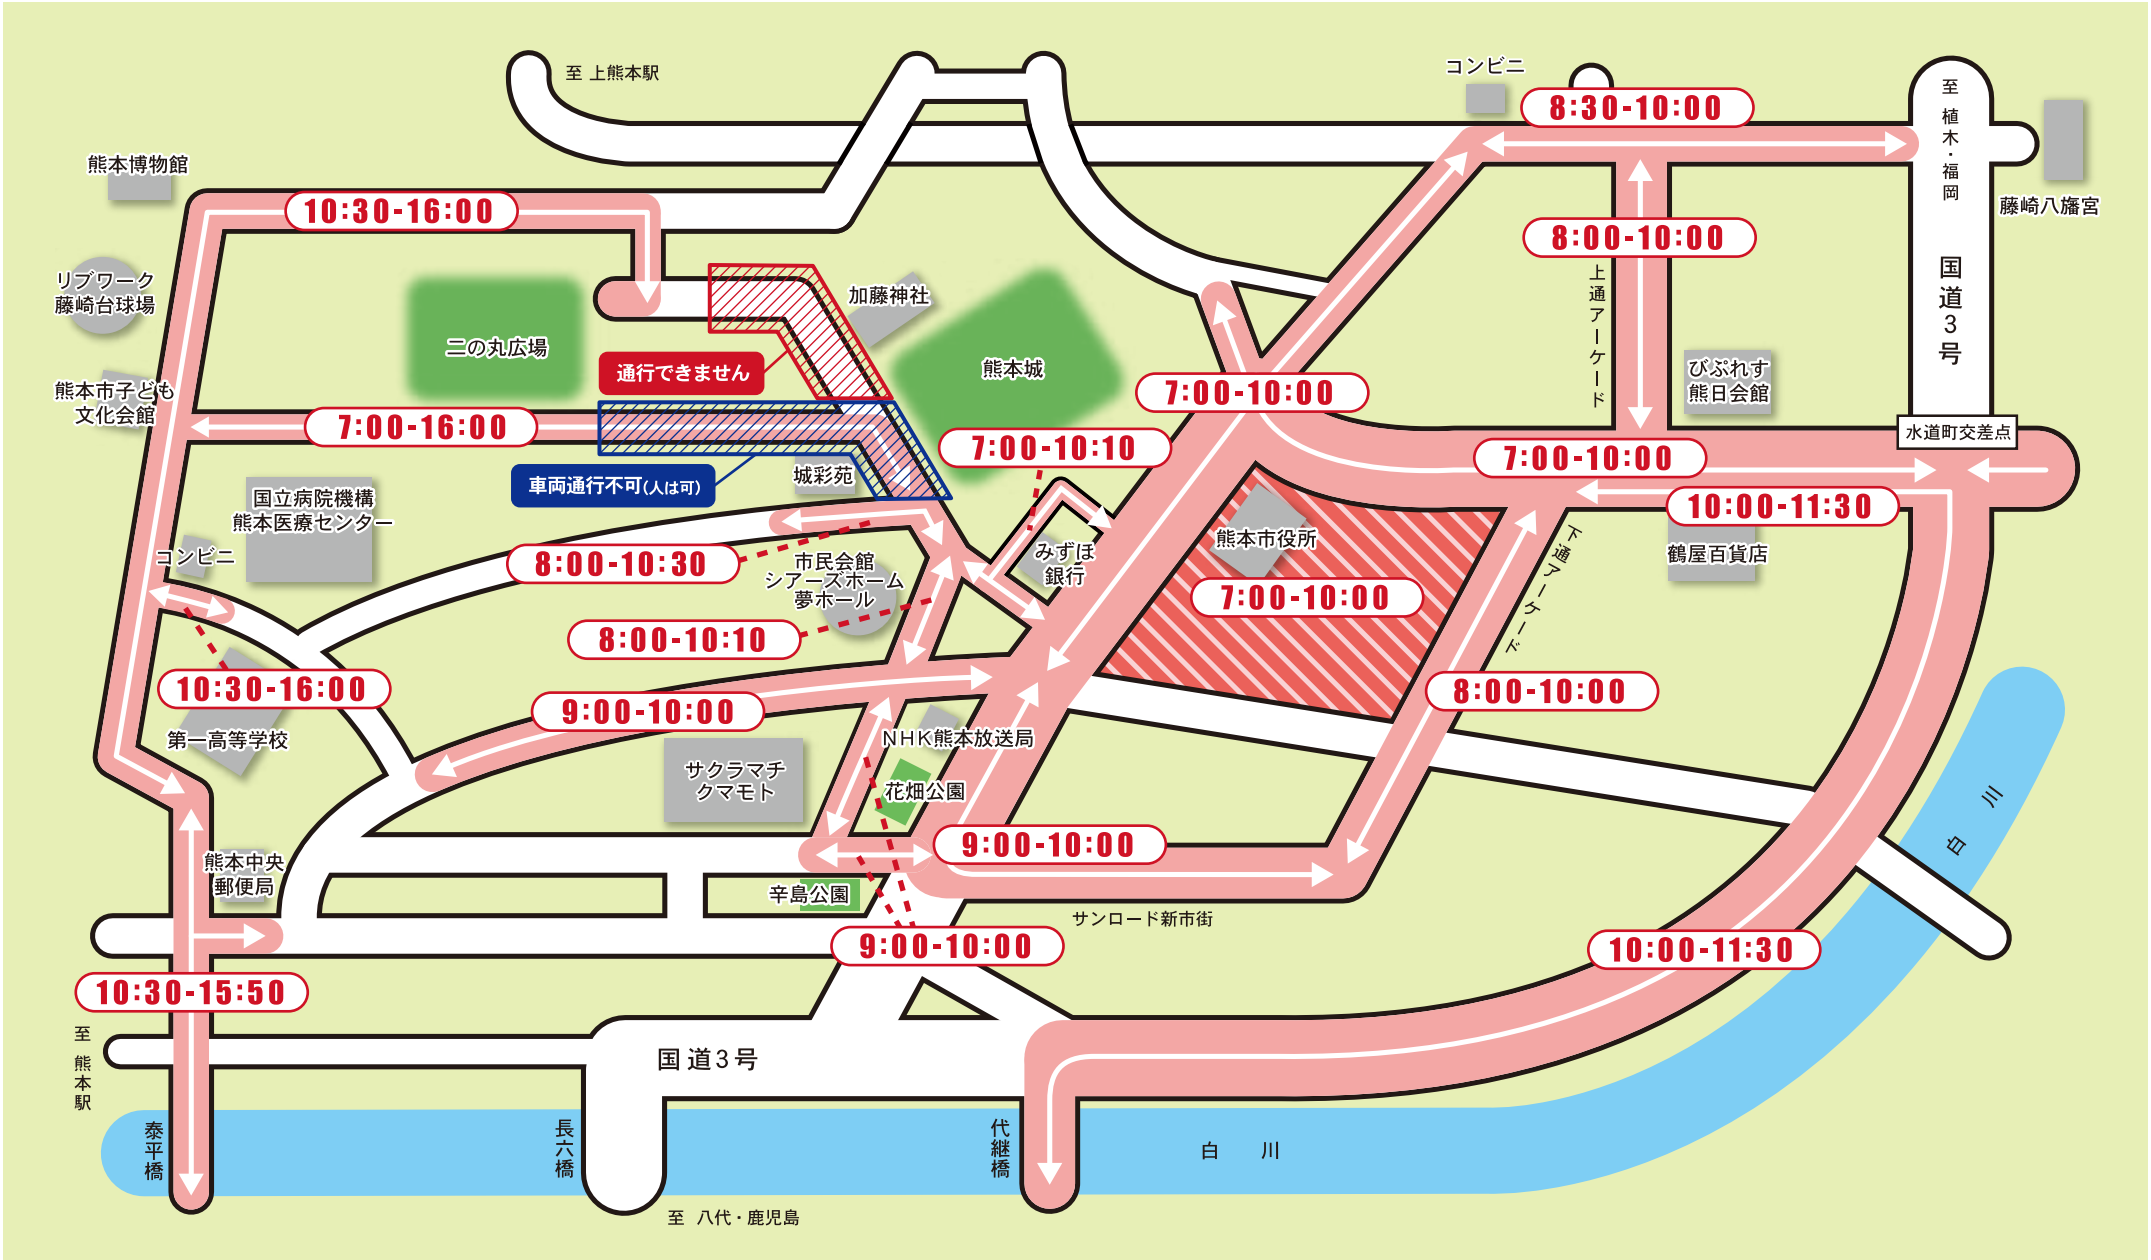 至 上熊本駅
コンビニ
8:30-10:00
至 植木・福岡
熊本博物館
藤崎八旛宮
10:30-16:00
8:00-10:00
上通アーケード
国道3号
リブワーク
藤崎台球場
加藤神社
二の丸広場
通行できません
熊本城
びぷれす
熊日会館
熊本市子ども
文化会館
7:00-10:00
7:00-16:00
7:00-10:10
7:00-10:00
水道町交差点
車両通行不可(人は可)
城彩苑
10:00-11:30
国立病院機構
熊本医療センター
コンビニ
8:00-10:30
市民会館
シアーズホーム
夢ホール
みずほ
銀行
熊本市役所
7:00-10:00
下通アーケード
鶴屋百貨店
8:00-10:10
10:30-16:00
8:00-10:00
9:00-10:00
第一高等学校
NHK熊本放送局
サクラマチ
クマモト
花畑公園
白川
9:00-10:00
熊本中央
郵便局
辛島公園
サンロード新市街
9:00-10:00
10:00-11:30
10:30-15:50
至 熊本駅
国道3号
泰平橋
長六橋
代継橋
白川
至 八代・鹿児島